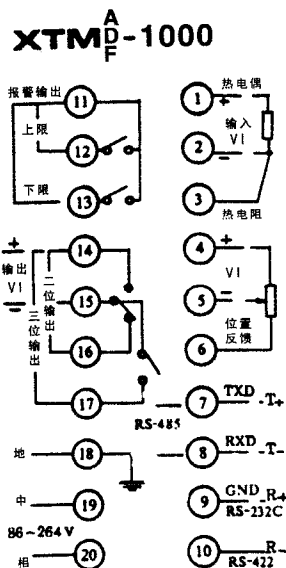 XTM A/D/F -1000
报警输出
11
上限
12
下限
13
热电偶
1
+
输入
VI
2
−
3
热电阻
+
输出
VI
−
二位输出
三位输出
14
15
16
17
4
+
VI
5
−
位置
反馈
6
RS-485
7 TXD -T+
8 RXD -T-
地 18
中 19
86-264V
相 20
9 GND R+
RS-232C
10 R-
RS-422